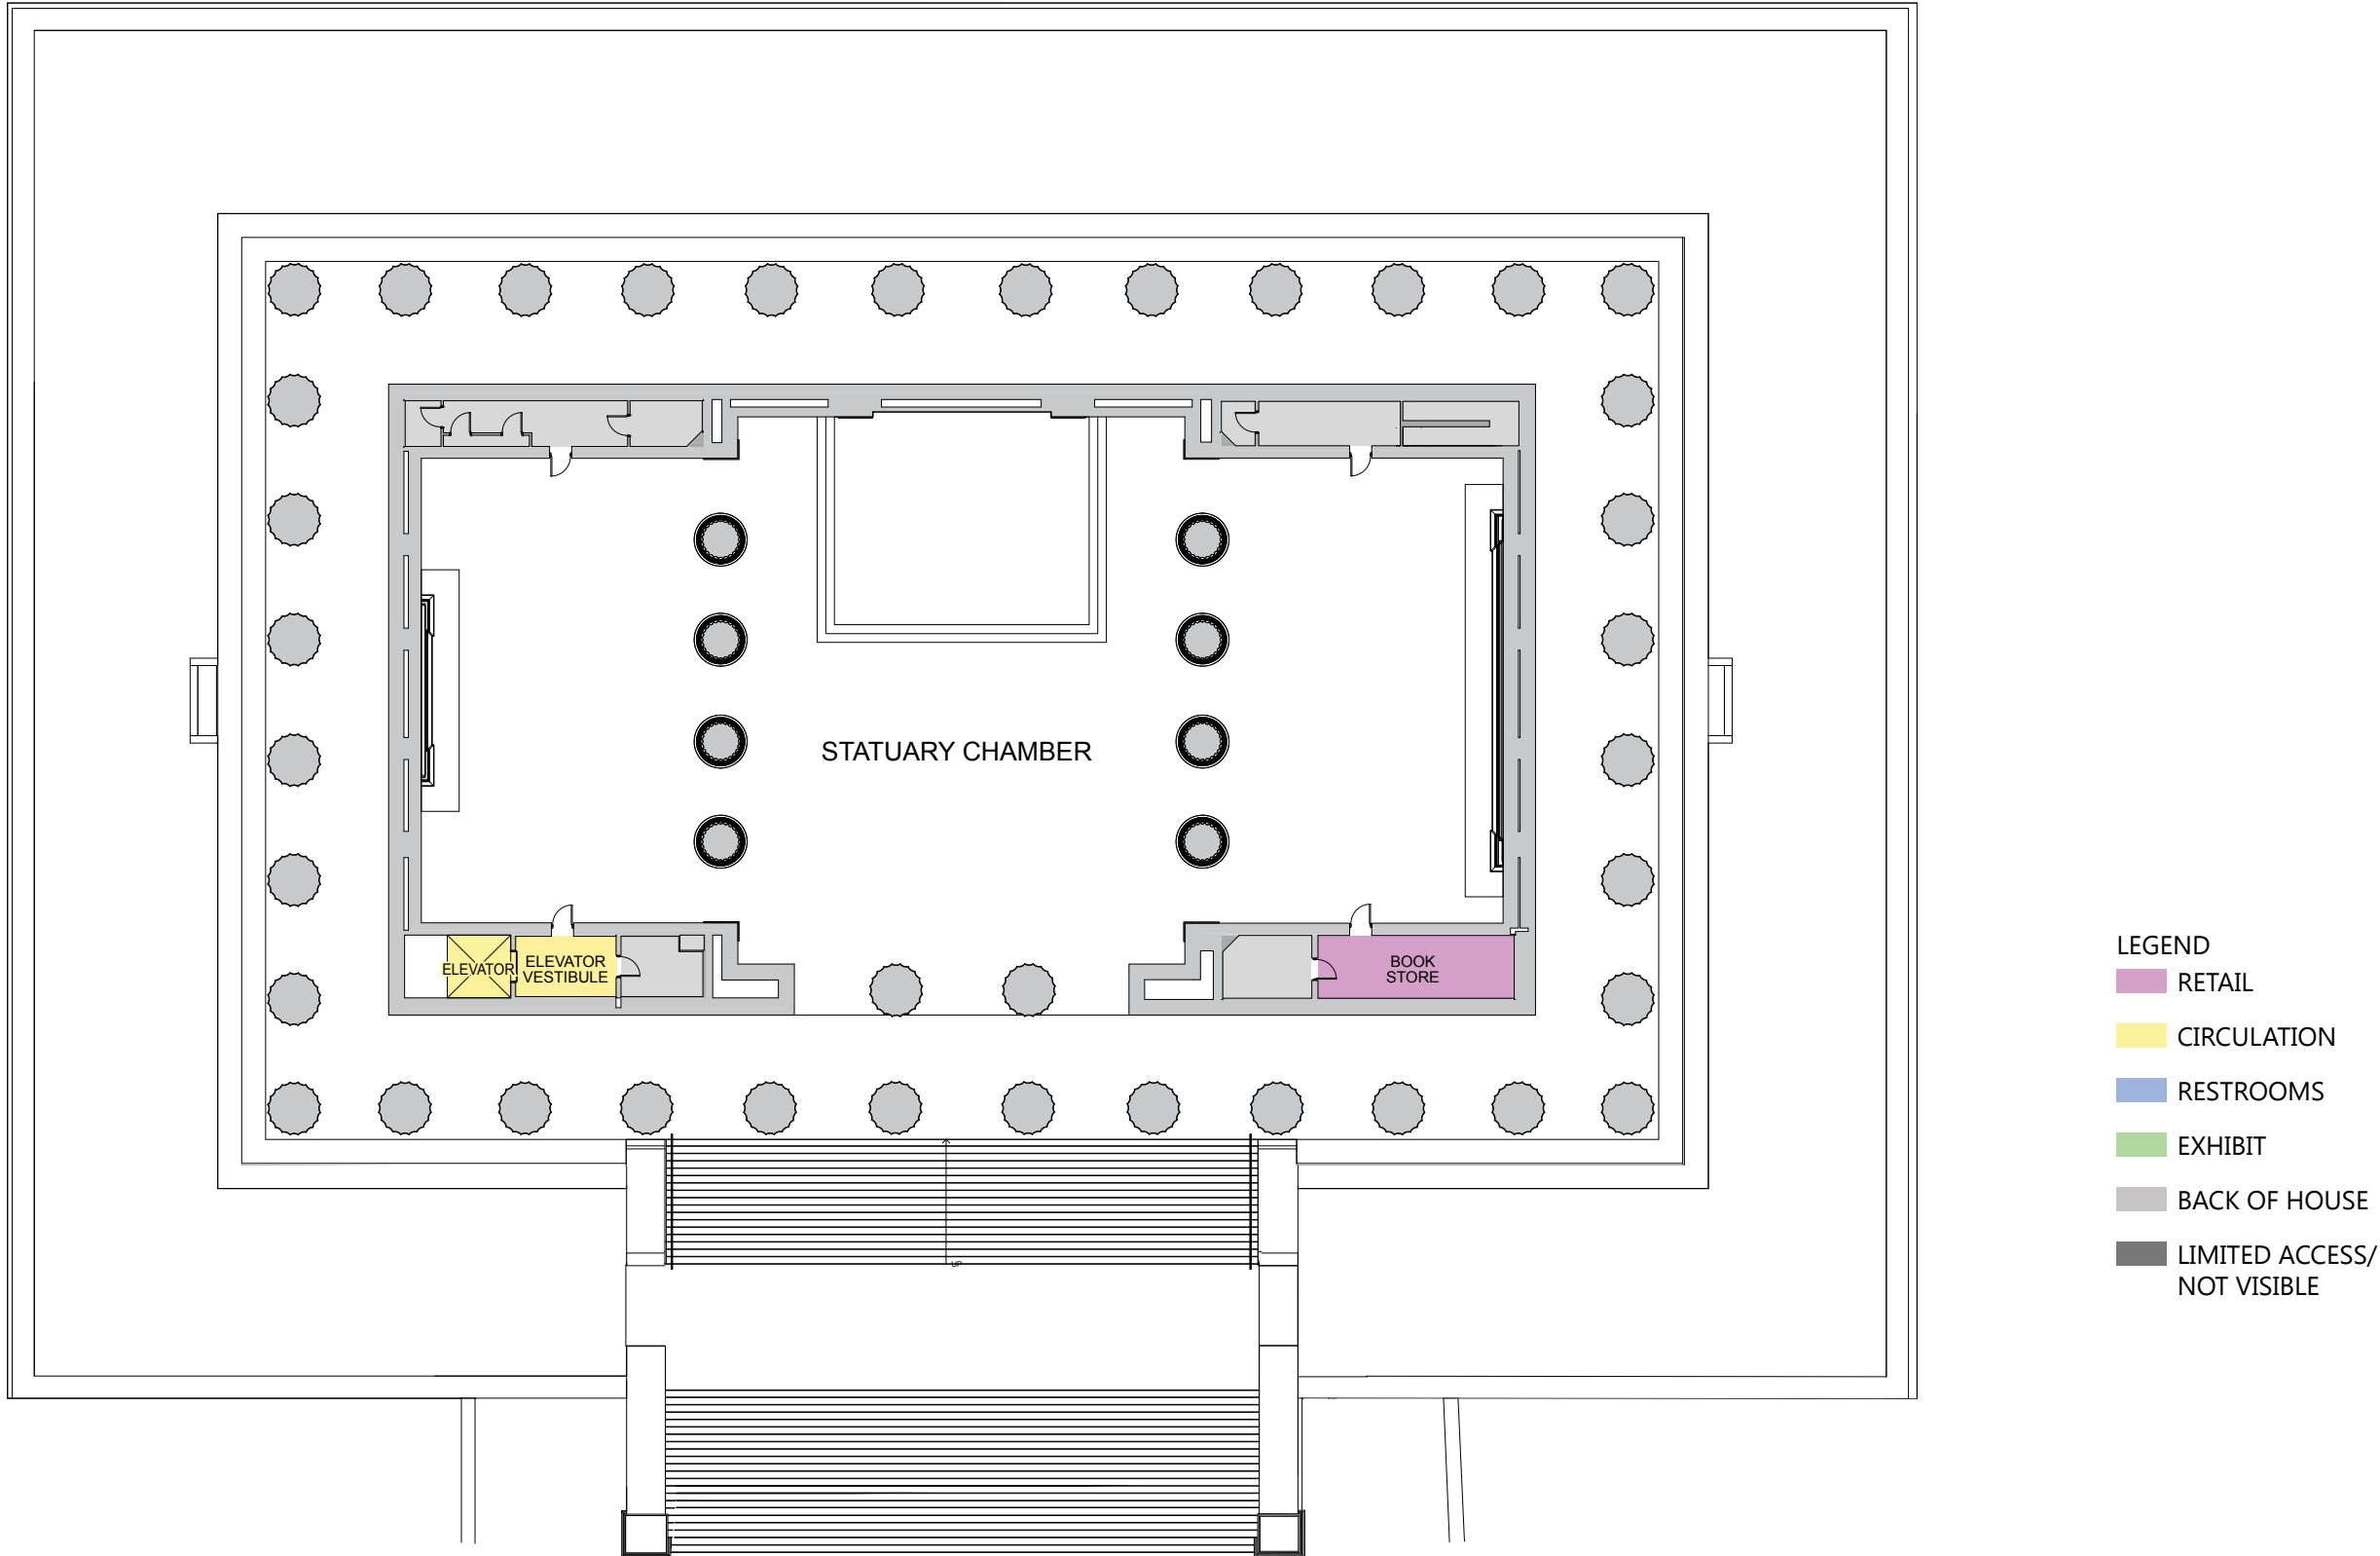 STATUARY CHAMBER
ELEVATOR
ELEVATOR
VESTIBULE
BOOK
STORE
UP
LEGEND
RETAIL
CIRCULATION
RESTROOMS
EXHIBIT
BACK OF HOUSE
LIMITED ACCESS/
NOT VISIBLE